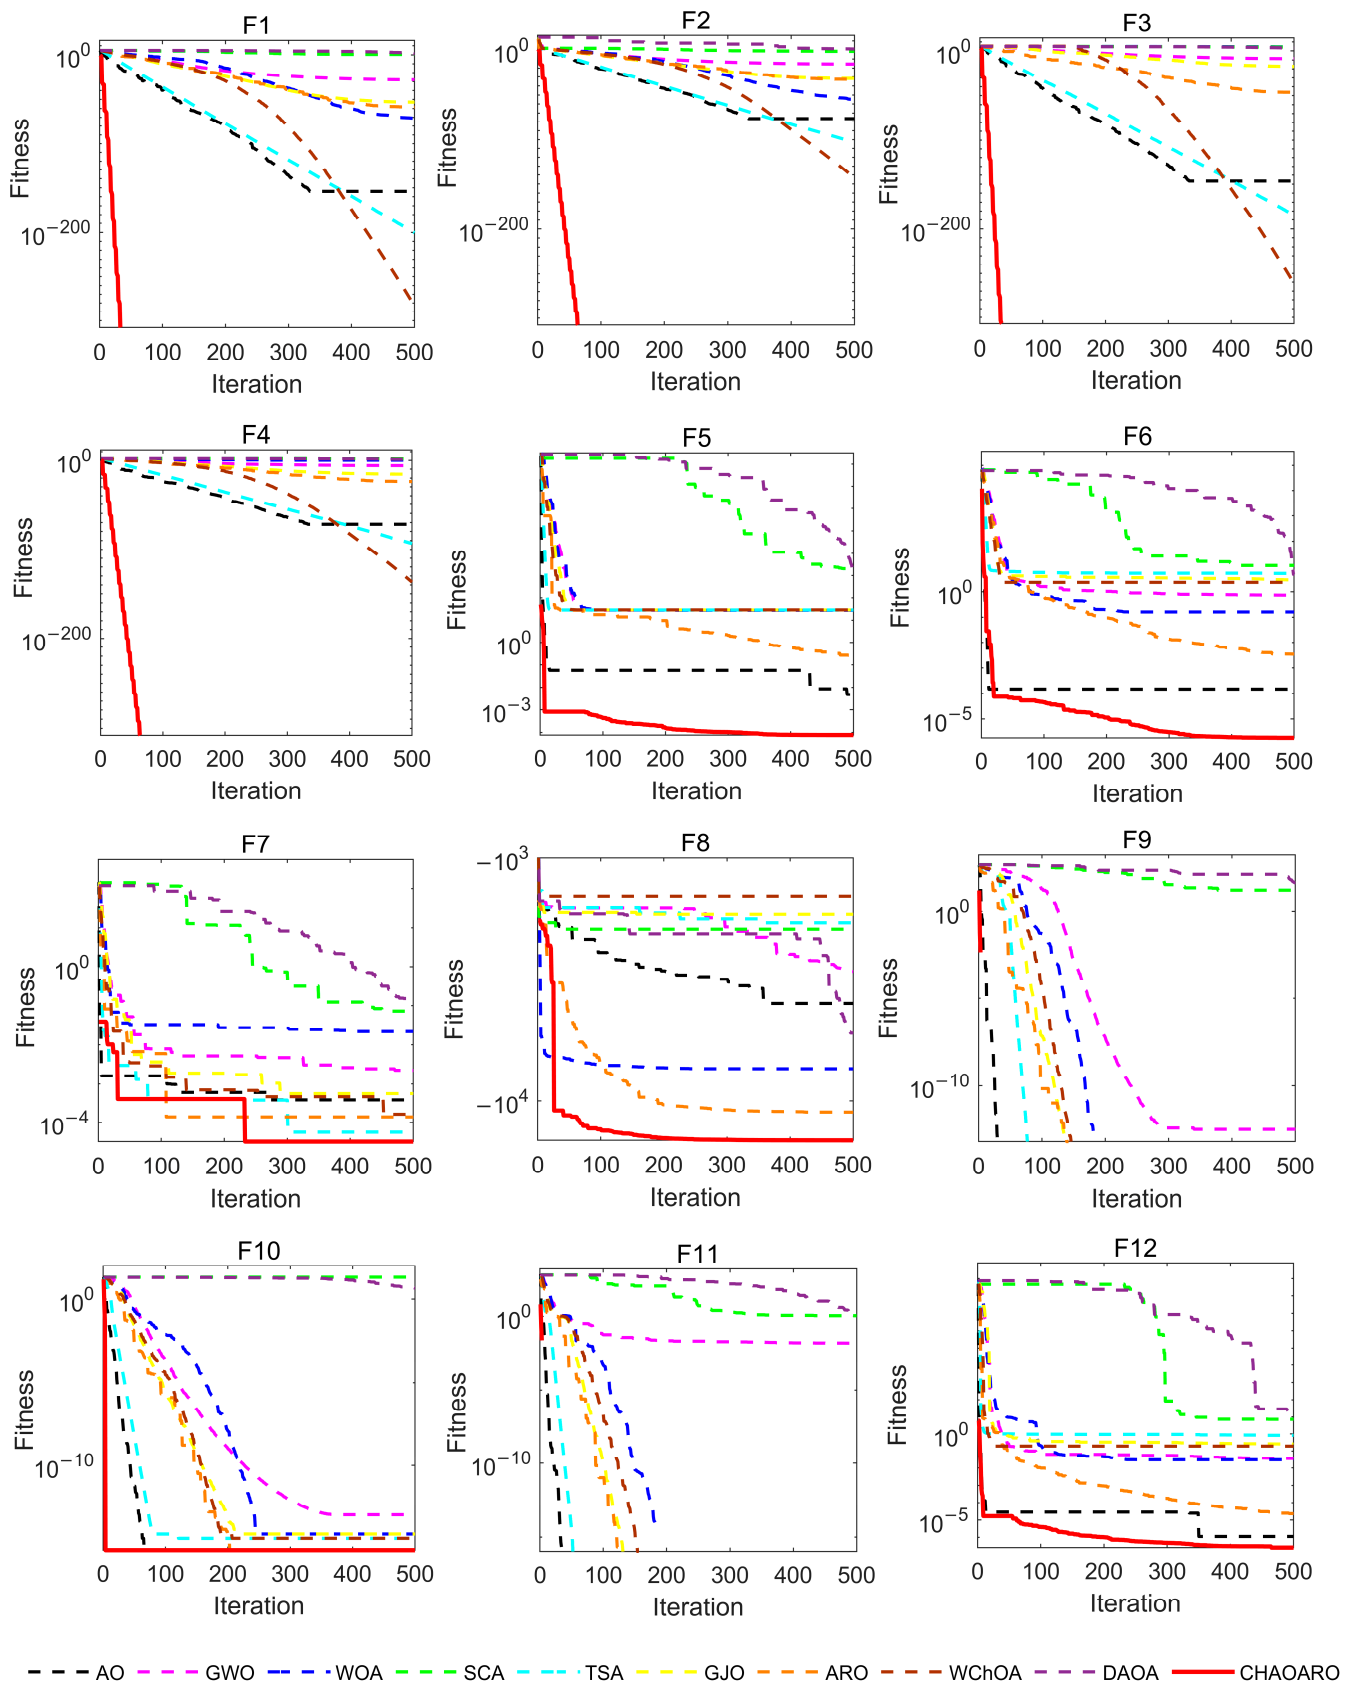 F1
10^0
10^−200
Fitness
0 100 200 300 400 500
Iteration
F2
10^0
10^−200
Fitness
0 100 200 300 400 500
Iteration
F3
10^0
10^−200
Fitness
0 100 200 300 400 500
Iteration
F4
10^0
10^−200
Fitness
0 100 200 300 400 500
Iteration
F5
10^0
10^−3
Fitness
0 100 200 300 400 500
Iteration
F6
10^0
10^−5
Fitness
0 100 200 300 400 500
Iteration
F7
10^0
10^−4
Fitness
0 100 200 300 400 500
Iteration
F8
−10^3
−10^4
Fitness
0 100 200 300 400 500
Iteration
F9
10^0
10^−10
Fitness
0 100 200 300 400 500
Iteration
F10
10^0
10^−10
Fitness
0 100 200 300 400 500
Iteration
F11
10^0
10^−10
Fitness
0 100 200 300 400 500
Iteration
F12
10^0
10^−5
Fitness
0 100 200 300 400 500
Iteration
AO GWO WOA SCA TSA GJO ARO WChOA DAOA CHAOARO